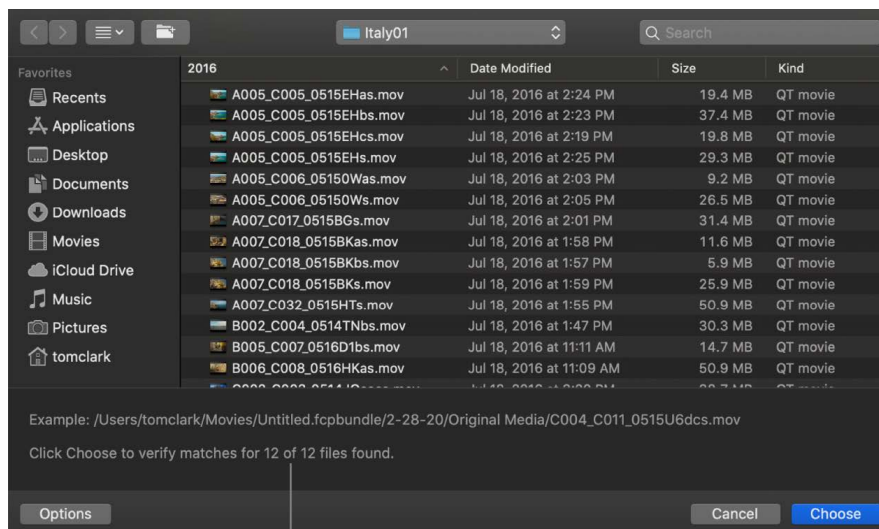 Italy01
Search
Favorites
Recents
Applications
Desktop
Documents
Downloads
Movies
iCloud Drive
Music
Pictures
tomclark
2016 Date Modified Size Kind
A005_C005_0515EHas.mov Jul 18, 2016 at 2:24 PM 19.4 MB QT movie
A005_C005_0515EHbs.mov Jul 18, 2016 at 2:23 PM 37.4 MB QT movie
A005_C005_0515EHcs.mov Jul 18, 2016 at 2:19 PM 19.8 MB QT movie
A005_C005_0515EHs.mov Jul 18, 2016 at 2:25 PM 29.3 MB QT movie
A005_C006_05150Was.mov Jul 18, 2016 at 2:03 PM 9.2 MB QT movie
A005_C006_05150Ws.mov Jul 18, 2016 at 2:05 PM 26.5 MB QT movie
A007_C017_0515BGs.mov Jul 18, 2016 at 2:01 PM 31.4 MB QT movie
A007_C018_0515BKas.mov Jul 18, 2016 at 1:58 PM 11.6 MB QT movie
A007_C018_0515BKbs.mov Jul 18, 2016 at 1:57 PM 5.9 MB QT movie
A007_C018_0515BKs.mov Jul 18, 2016 at 1:59 PM 25.9 MB QT movie
A007_C032_0515HTs.mov Jul 18, 2016 at 1:55 PM 50.9 MB QT movie
B002_C004_0514TNbs.mov Jul 18, 2016 at 1:47 PM 30.3 MB QT movie
B005_C007_0516D1bs.mov Jul 18, 2016 at 11:11 AM 14.7 MB QT movie
B006_C008_0516HKas.mov Jul 18, 2016 at 11:09 AM 50.9 MB QT movie
Example: /Users/tomclark/Movies/Untitled.fcpbundle/2-28-20/Original Media/C004_C011_0515U6dcs.mov
Click Choose to verify matches for 12 of 12 files found.
Options Cancel Choose